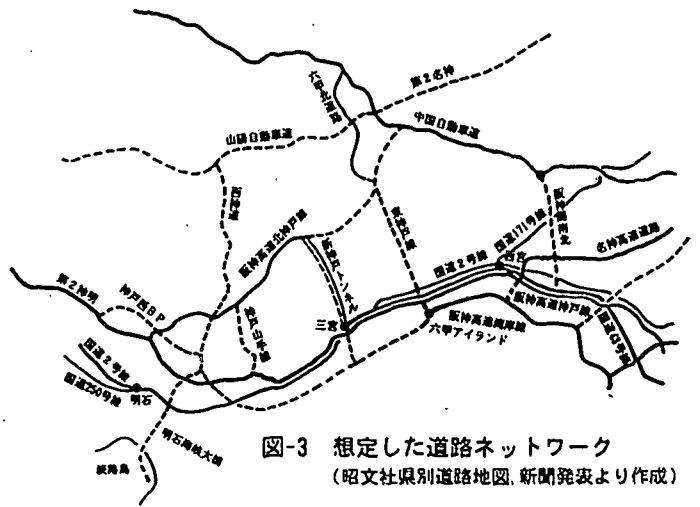 第2名神
六甲北有料
山陽自動車道
中国自動車道
西神戸
阪神高速北神戸線
新神戸トンネル
国道171号線
国道2号線
西宮
名神高速道路
第2神明
神戸西BP
三宮
阪神高速湾岸線
六甲アイランド
阪神高速神戸線
国道43号線
国道2号線
国道250号線
明石
明石海峡大橋
淡路島
図-3 想定した道路ネットワーク
(昭文社県別道路地図,新聞発表より作成)